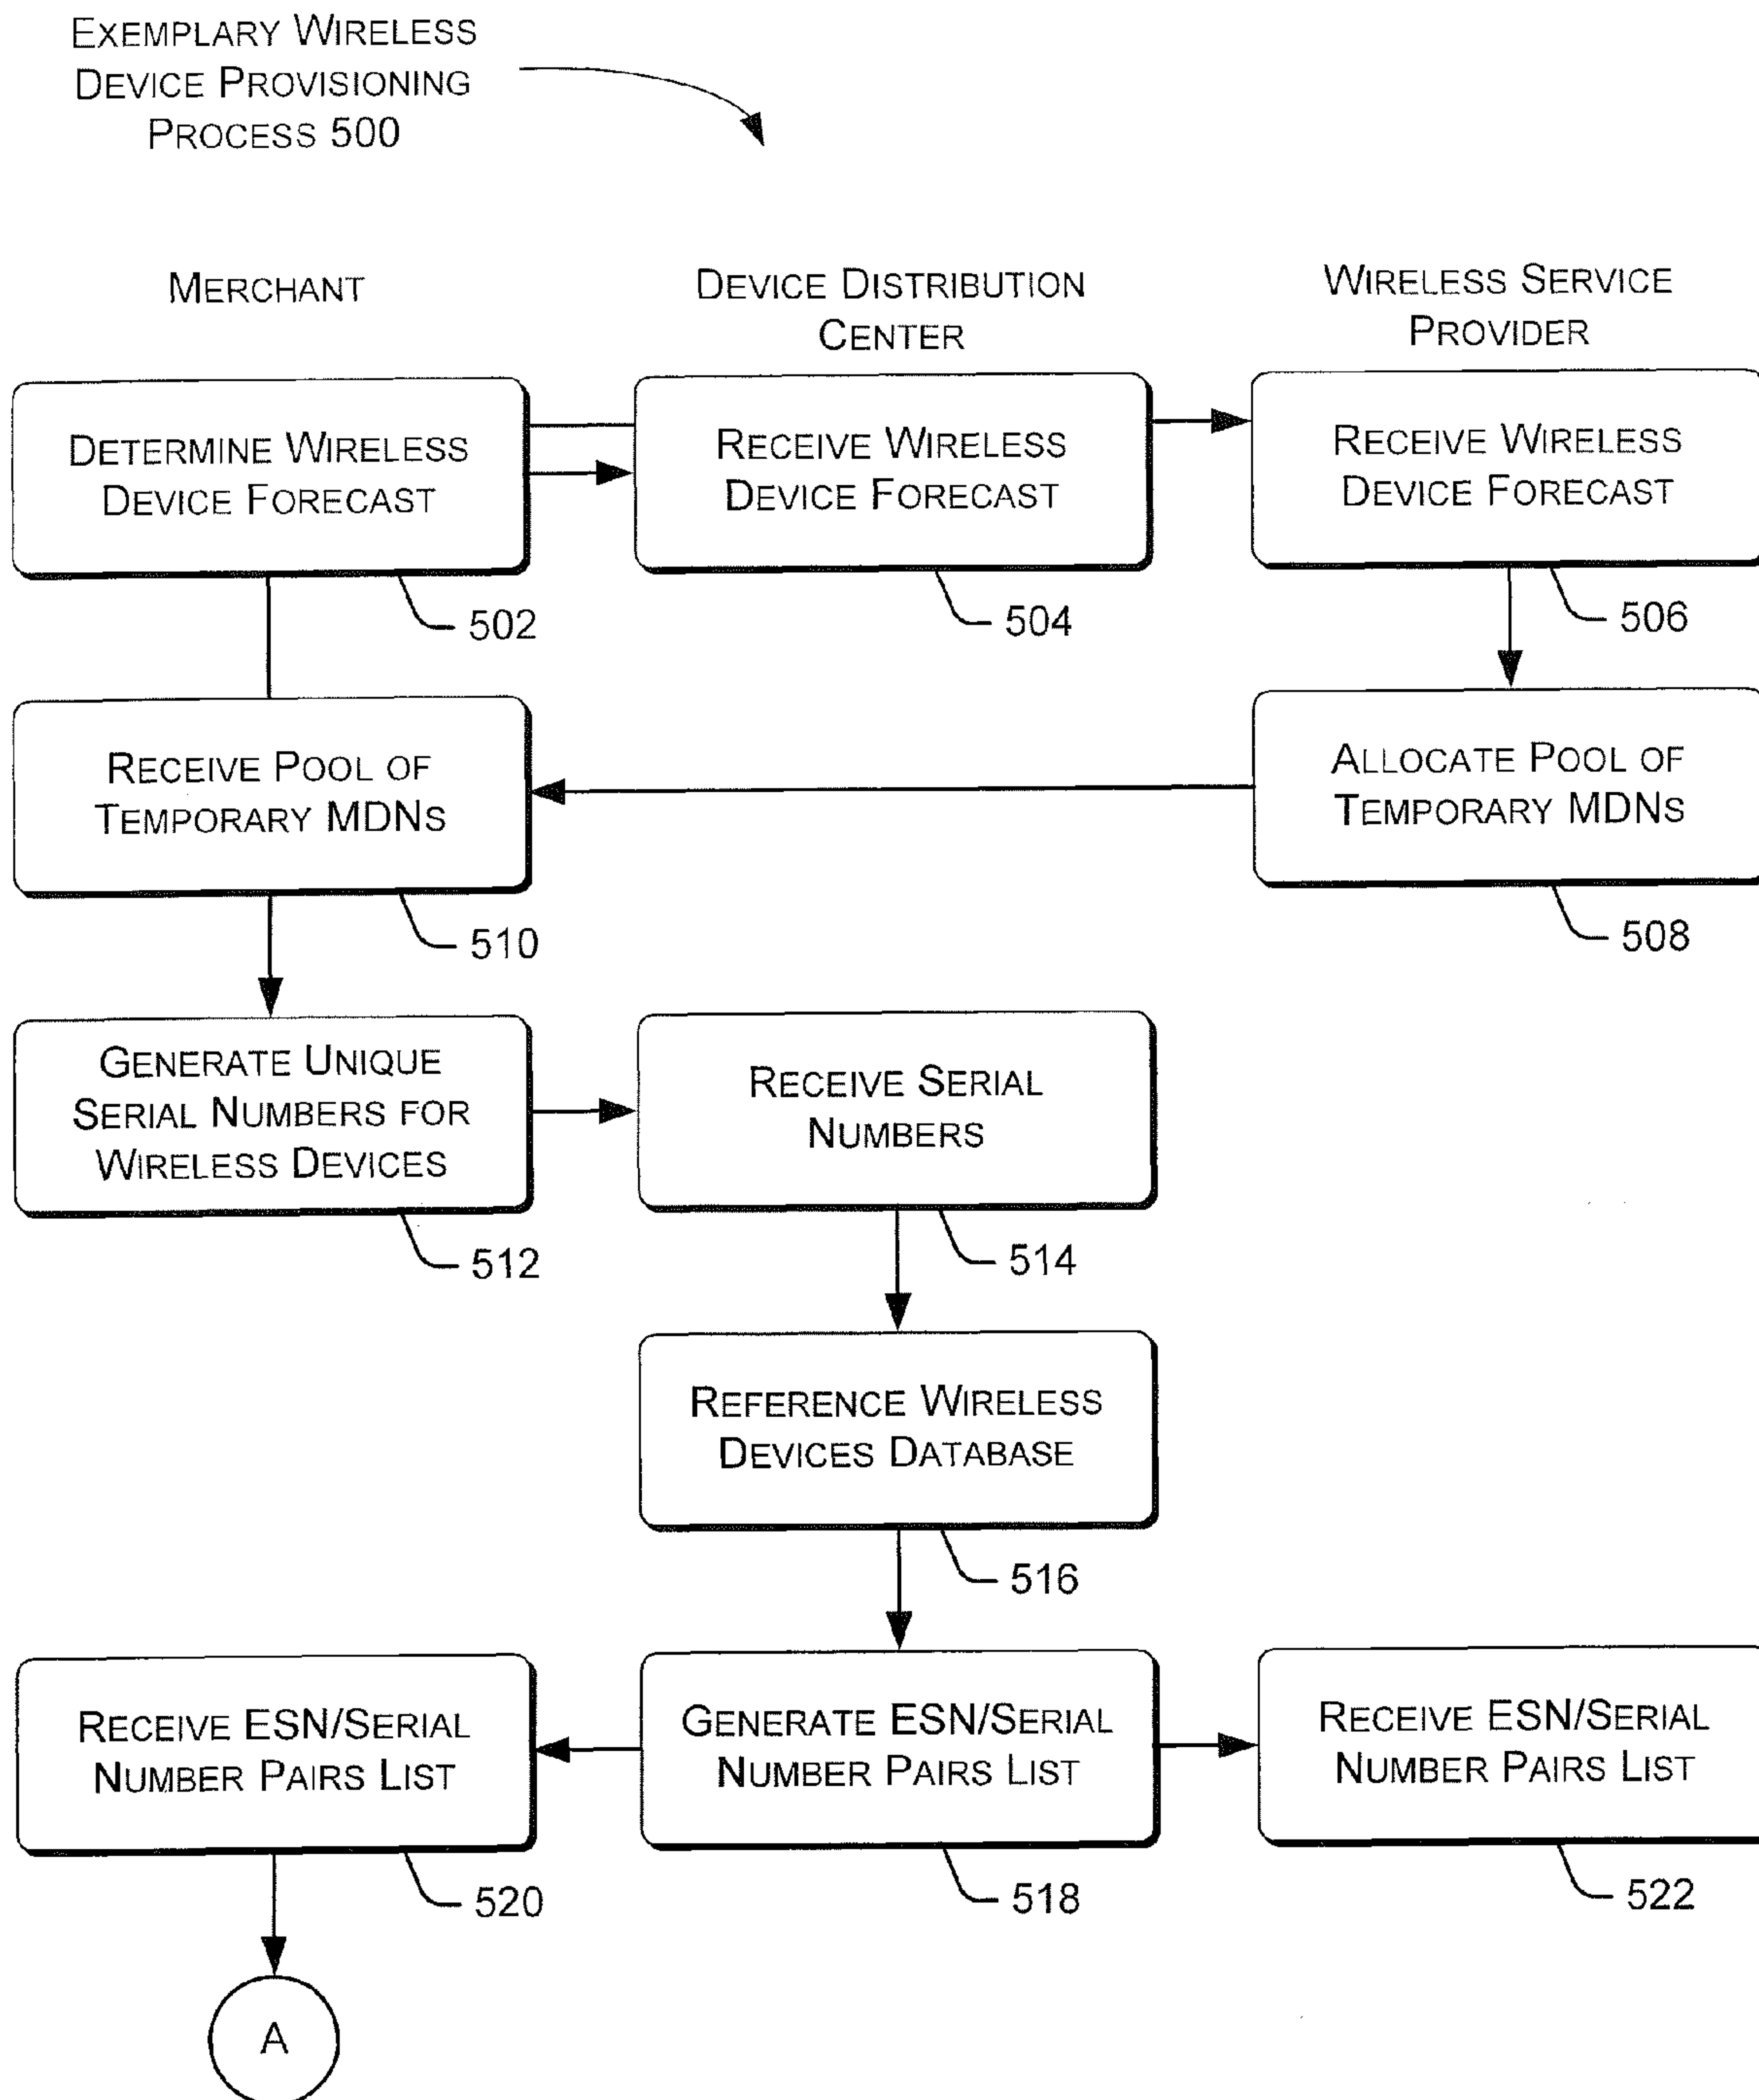 EXEMPLARY WIRELESS
DEVICE PROVISIONING
PROCESS 500
MERCHANT
DEVICE DISTRIBUTION
CENTER
WIRELESS SERVICE
PROVIDER
DETERMINE WIRELESS
DEVICE FORECAST
502
RECEIVE WIRELESS
DEVICE FORECAST
504
RECEIVE WIRELESS
DEVICE FORECAST
506
RECEIVE POOL OF
TEMPORARY MDNS
510
ALLOCATE POOL OF
TEMPORARY MDNS
508
GENERATE UNIQUE
SERIAL NUMBERS FOR
WIRELESS DEVICES
512
RECEIVE SERIAL
NUMBERS
514
REFERENCE WIRELESS
DEVICES DATABASE
516
RECEIVE ESN/SERIAL
NUMBER PAIRS LIST
520
GENERATE ESN/SERIAL
NUMBER PAIRS LIST
518
RECEIVE ESN/SERIAL
NUMBER PAIRS LIST
522
A